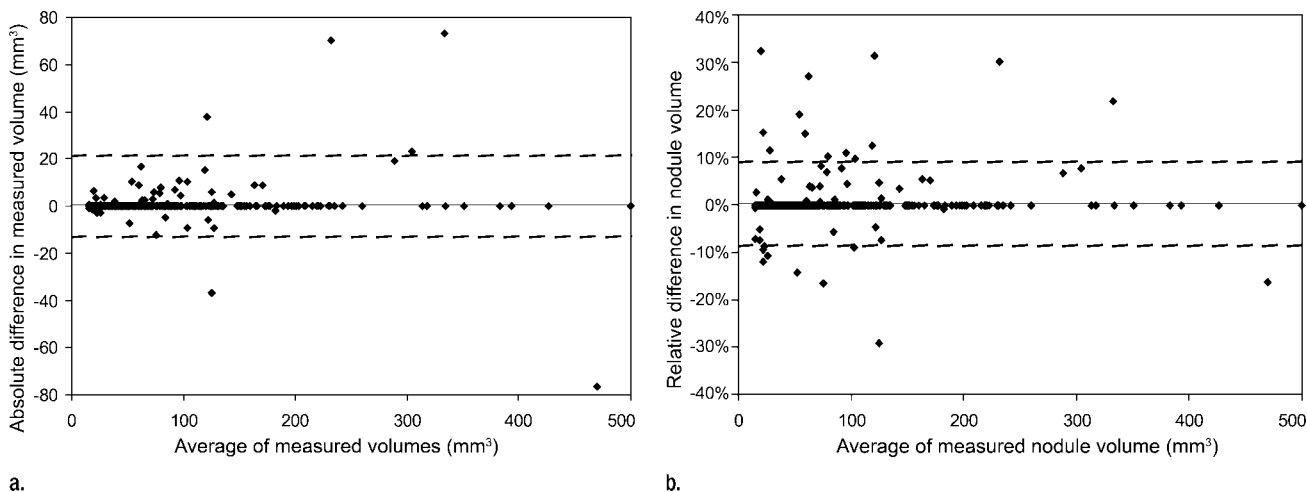 Absolute difference in measured volume (mm³)
80
60
40
20
0
-20
-40
-60
-80
0 100 200 300 400 500
Average of measured volumes (mm³)
a.
Relative difference in nodule volume
40%
30%
20%
10%
0%
-10%
-20%
-30%
-40%
0 100 200 300 400 500
Average of measured nodule volume (mm³)
b.